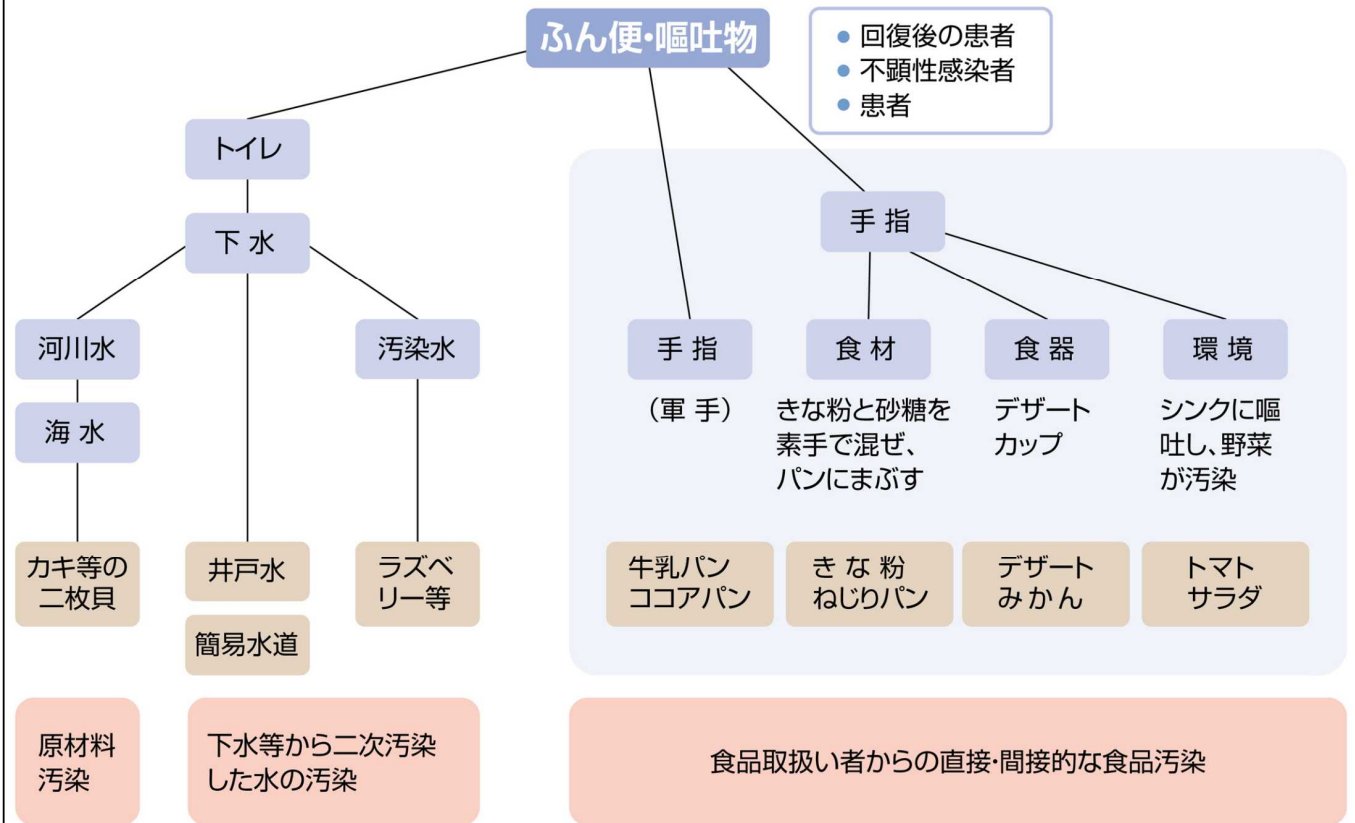 ふん便・嘔吐物
● 回復後の患者
● 不顕性感染者
● 患者
トイレ
下 水
河川水
海 水
汚染水
手 指
手 指
(軍 手)
食 材
きな粉と砂糖を
素手で混ぜ、
パンにまぶす
食 器
デザート
カップ
環 境
シンクに嘔
吐し、野菜
が汚染
カキ等の
二枚貝
井戸水
簡易水道
ラズベ
リー等
牛乳パン
ココアパン
き な 粉
ねじりパン
デザート
みかん
トマト
サラダ
原材料
汚染
下水等から二次汚染
した水の汚染
食品取扱い者からの直接・間接的な食品汚染